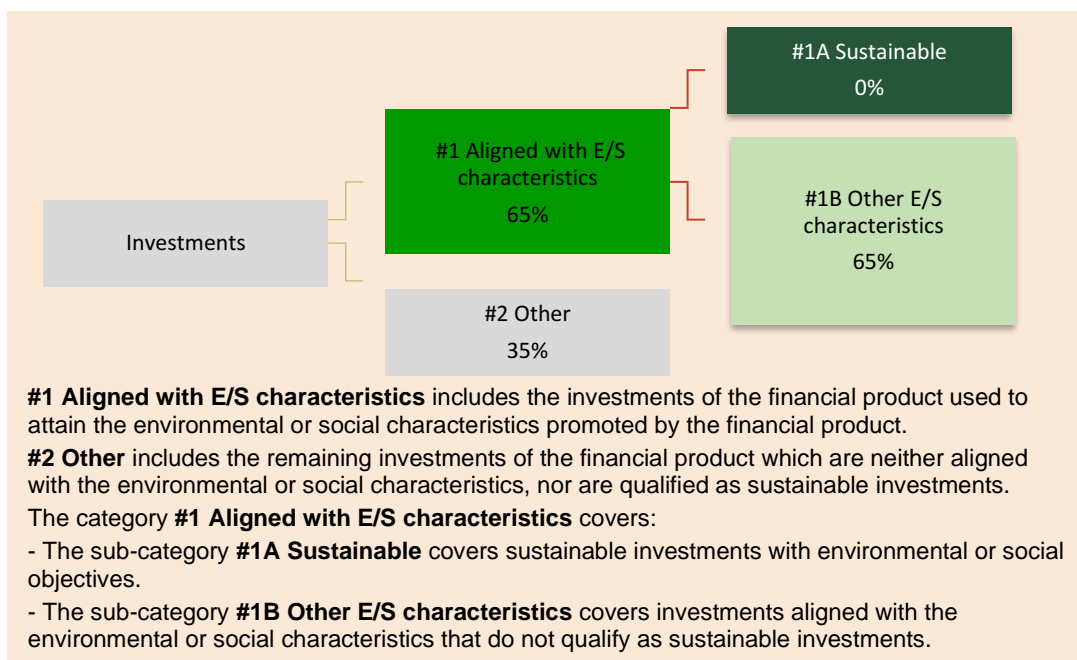 #1A Sustainable
0%
#1 Aligned with E/S
characteristics
65%
#1B Other E/S
characteristics
65%
Investments
#2 Other
35%
#1 Aligned with E/S characteristics includes the investments of the financial product used to
attain the environmental or social characteristics promoted by the financial product.
#2 Other includes the remaining investments of the financial product which are neither aligned
with the environmental or social characteristics, nor are qualified as sustainable investments.
The category #1 Aligned with E/S characteristics covers:
- The sub-category #1A Sustainable covers sustainable investments with environmental or social
objectives.
- The sub-category #1B Other E/S characteristics covers investments aligned with the
environmental or social characteristics that do not qualify as sustainable investments.